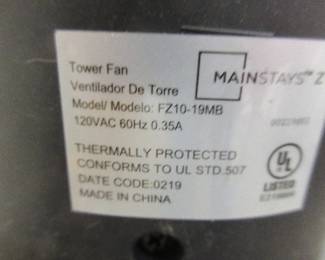 Tower Fan
Ventilador De Torre
MAINSTAYS™ Z
Model/ Modelo: FZ10-19MB
120VAC 60Hz 0.35A
THERMALLY PROTECTED
CONFORMS TO UL STD.507
DATE CODE:0219
MADE IN CHINA
UL
LISTED